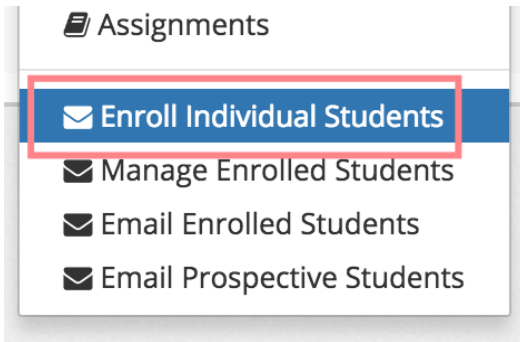 Assignments
Enroll Individual Students
Manage Enrolled Students
Email Enrolled Students
Email Prospective Students